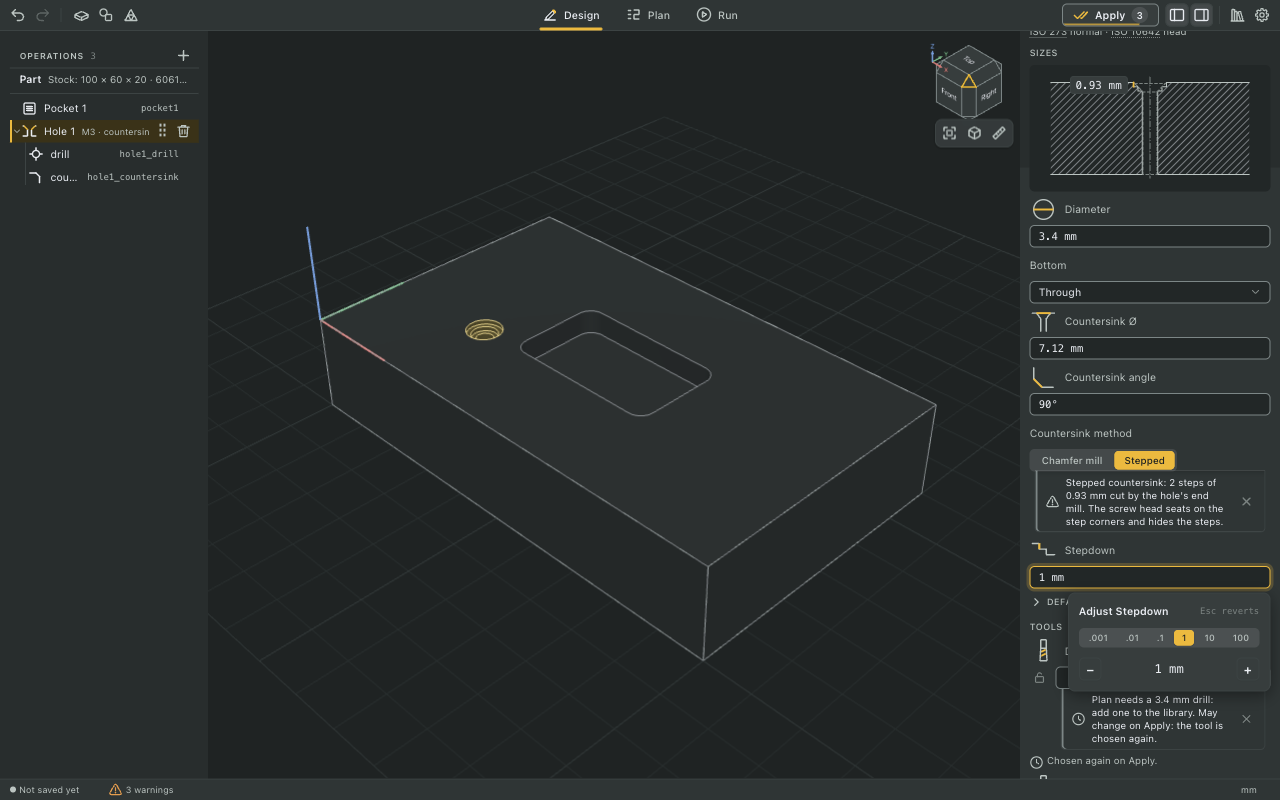 Design
Plan
Run
Apply 3
OPERATIONS 3
Part Stock: 100 × 60 × 20 · 6061...
Pocket 1 pocket1
Hole 1 M3 · countersin
drill hole1_drill
cou... hole1_countersink
Z
Y
X
Top
Front
Right
ISO 273 normal · ISO 10642 head
SIZES
0.93 mm
Diameter
3.4 mm
Bottom
Through
Countersink Ø
7.12 mm
Countersink angle
90°
Countersink method
Chamfer mill Stepped
Stepped countersink: 2 steps of
0.93 mm cut by the hole's end
mill. The screw head seats on the
step corners and hides the steps.
Stepdown
1 mm
Adjust Stepdown Esc reverts
.001 .01 .1 1 10 100
− 1 mm +
TOOLS
Plan needs a 3.4 mm drill:
add one to the library. May
change on Apply: the tool is
chosen again.
Chosen again on Apply.
Not saved yet
3 warnings
mm